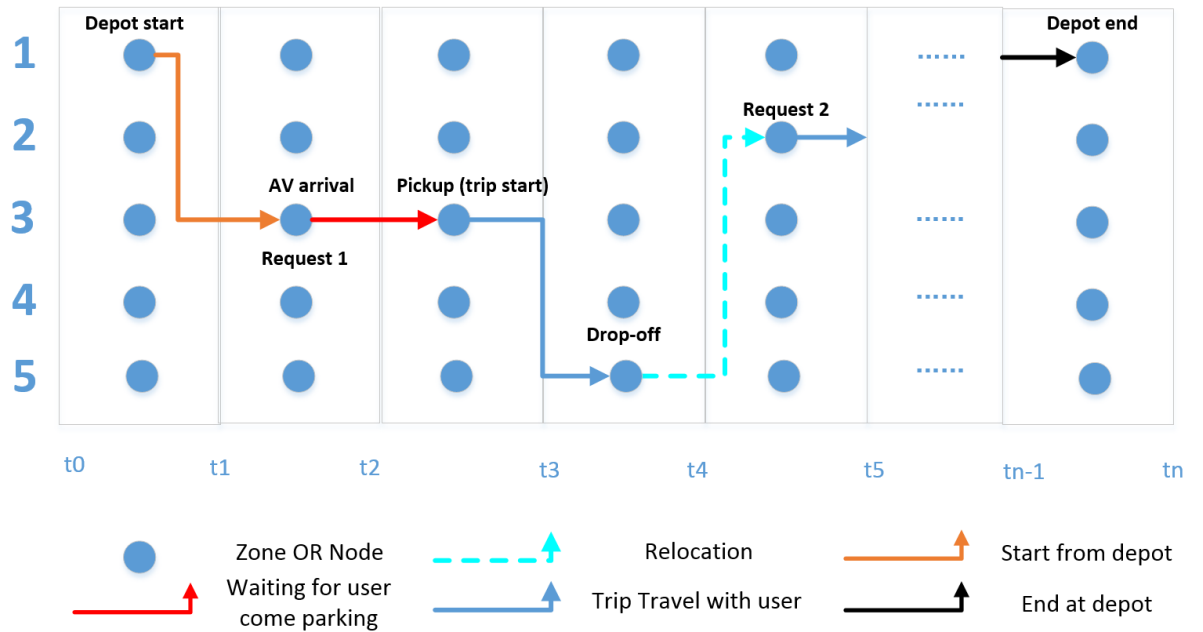 Depot start
Depot end
1
......
......
2
Request 2
3
AV arrival
Pickup (trip start)
......
Request 1
4
......
Drop-off
5
......
t0
t1
t2
t3
t4
t5
tn-1
tn
Zone OR Node
Relocation
Start from depot
Waiting for user
come parking
Trip Travel with user
End at depot